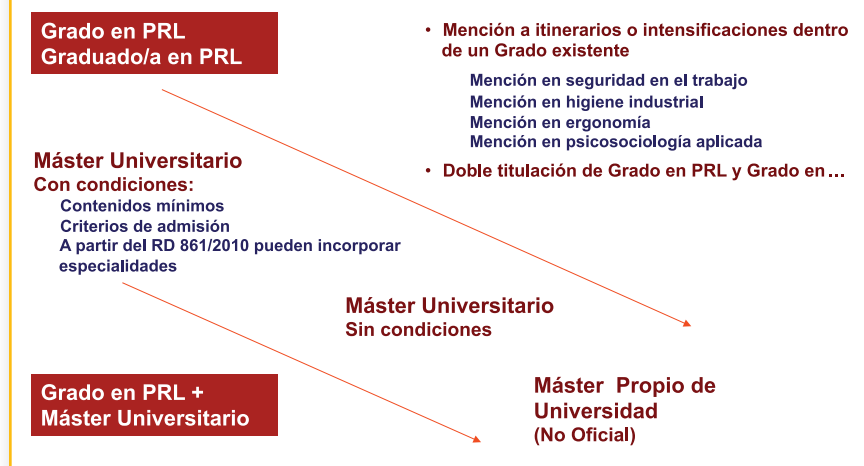 Grado en PRL
Graduado/a en PRL
• Mención a itinerarios o intensificaciones dentro
de un Grado existente
Mención en seguridad en el trabajo
Mención en higiene industrial
Mención en ergonomía
Mención en psicosociología aplicada
• Doble titulación de Grado en PRL y Grado en ...
Máster Universitario
Con condiciones:
Contenidos mínimos
Criterios de admisión
A partir del RD 861/2010 pueden incorporar
especialidades
Máster Universitario
Sin condiciones
Grado en PRL +
Máster Universitario
Máster Propio de
Universidad
(No Oficial)